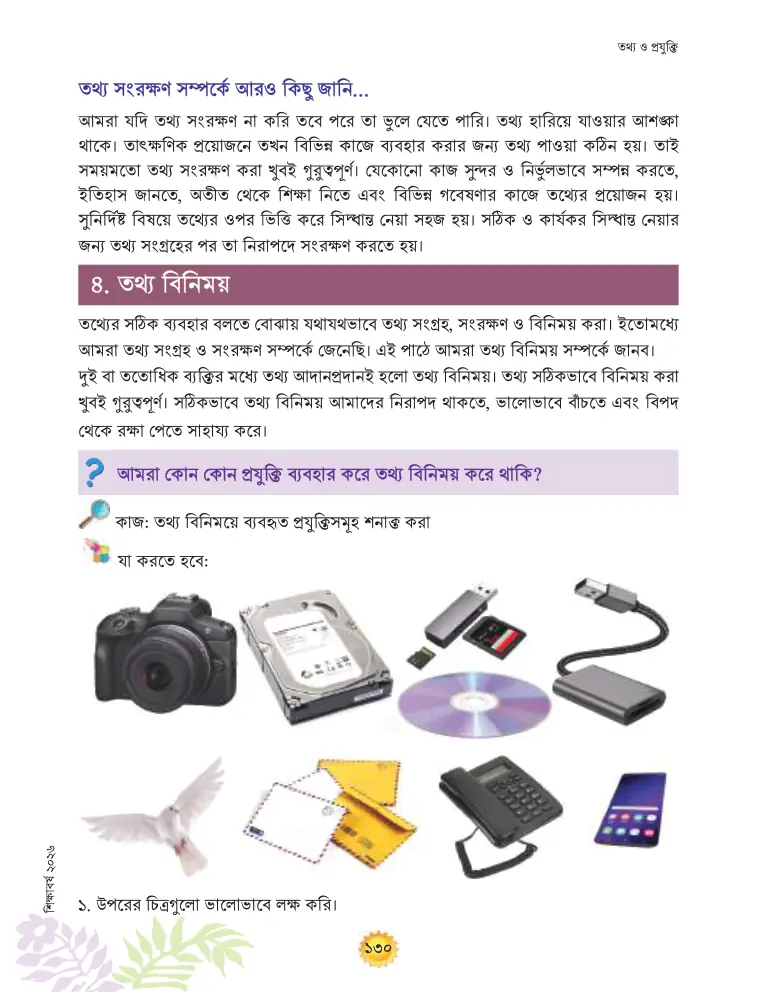 তথ্য ও প্রযুক্তি
তথ্য সংরক্ষণ সম্পর্কে আরও কিছু জানি...
আমরা যদি তথ্য সংরক্ষণ না করি তবে পরে তা ভুলে যেতে পারি। তথ্য হারিয়ে যাওয়ার আশঙ্কা
থাকে। তাৎক্ষণিক প্রয়োজনে তখন বিভিন্ন কাজে ব্যবহার করার জন্য তথ্য পাওয়া কঠিন হয়। তাই
সময়মতো তথ্য সংরক্ষণ করা খুবই গুরুত্বপূর্ণ। যেকোনো কাজ সুন্দর ও নির্ভুলভাবে সম্পন্ন করতে,
ইতিহাস জানতে, অতীত থেকে শিক্ষা নিতে এবং বিভিন্ন গবেষণার কাজে তথ্যের প্রয়োজন হয়।
সুনির্দিষ্ট বিষয়ে তথ্যের ওপর ভিত্তি করে সিদ্ধান্ত নেয়া সহজ হয়। সঠিক ও কার্যকর সিদ্ধান্ত নেয়ার
জন্য তথ্য সংগ্রহের পর তা নিরাপদে সংরক্ষণ করতে হয়।
৪. তথ্য বিনিময়
তথ্যের সঠিক ব্যবহার বলতে বোঝায় যথাযথভাবে তথ্য সংগ্রহ, সংরক্ষণ ও বিনিময় করা। ইতোমধ্যে
আমরা তথ্য সংগ্রহ ও সংরক্ষণ সম্পর্কে জেনেছি। এই পাঠে আমরা তথ্য বিনিময় সম্পর্কে জানব।
দুই বা ততোধিক ব্যক্তির মধ্যে তথ্য আদানপ্রদানই হলো তথ্য বিনিময়। তথ্য সঠিকভাবে বিনিময় করা
খুবই গুরুত্বপূর্ণ। সঠিকভাবে তথ্য বিনিময় আমাদের নিরাপদ থাকতে, ভালোভাবে বাঁচতে এবং বিপদ
থেকে রক্ষা পেতে সাহায্য করে।
? আমরা কোন কোন প্রযুক্তি ব্যবহার করে তথ্য বিনিময় করে থাকি?
কাজ: তথ্য বিনিময়ে ব্যবহৃত প্রযুক্তিসমূহ শনাক্ত করা
যা করতে হবে:
১. উপরের চিত্রগুলো ভালোভাবে লক্ষ করি।
শিক্ষাবর্ষ ২০২৬
১৩০